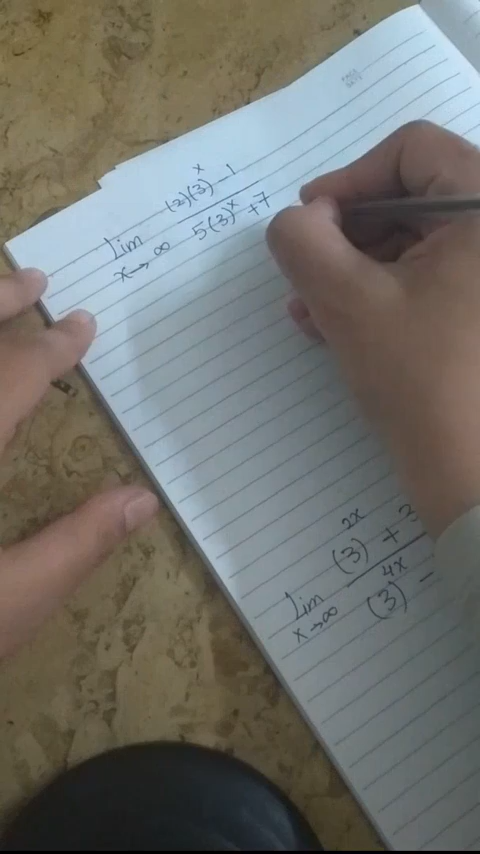 Lim x→∞ (2)(3)^x - 1 / 5(3)^x + 7
Lim x→∞ (3)^2x + 3 / (3)^4x -